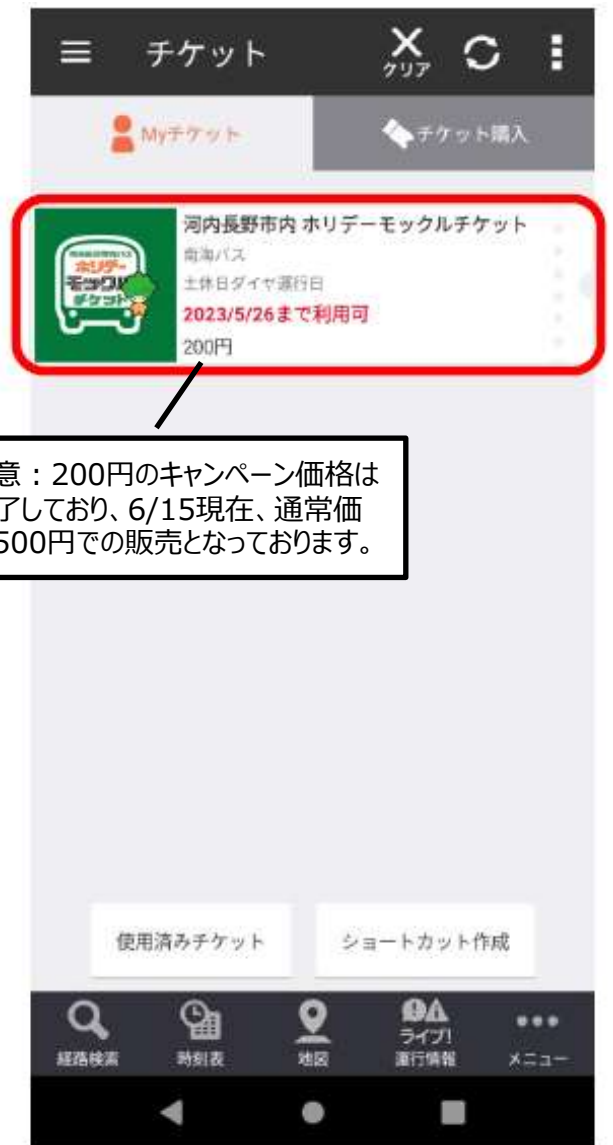 チケット
クリア
Myチケット
チケット購入
河内長野市内 ホリデーモックルチケット
南海バス
土休日ダイヤ運行日
2023/5/26まで利用可
200円
ホリデー
モックル
チケット
意：200円のキャンペーン価格は
了しており、6/15現在、通常価
500円での販売となっております。
使用済みチケット
ショートカット作成
経路検索
時刻表
地図
ライブ!
運行情報
メニュー